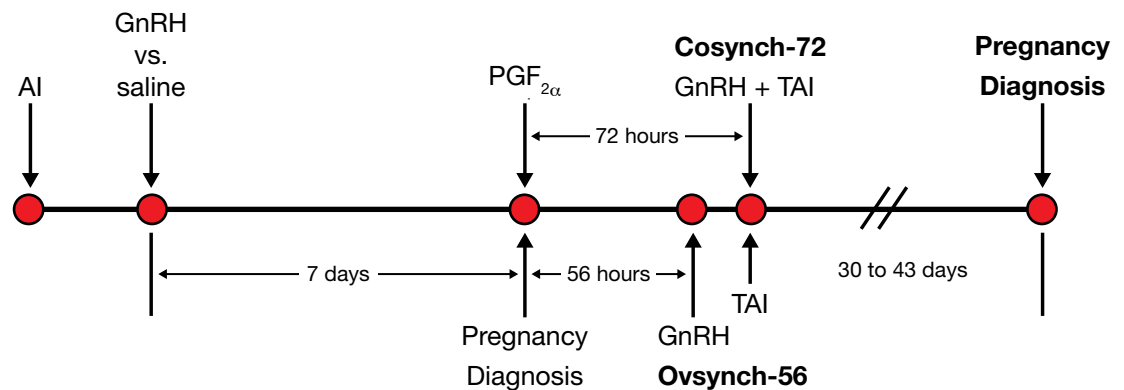 GnRH
vs.
saline
AI
PGF2α
Cosynch-72
GnRH + TAI
Pregnancy
Diagnosis
72 hours
7 days
56 hours
30 to 43 days
TAI
Pregnancy
Diagnosis
GnRH
Ovsynch-56